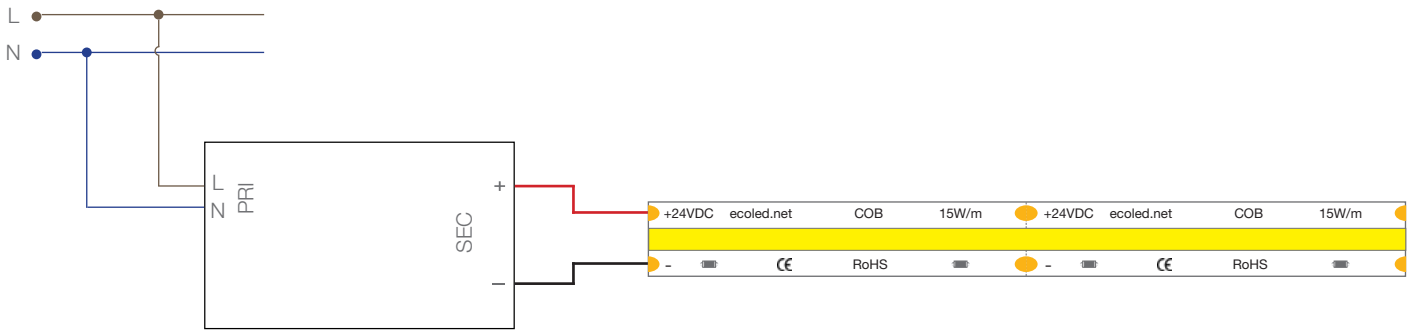 L
N
L
N
PRI
+
SEC
–
+24VDC ecoled.net COB 15W/m +24VDC ecoled.net COB 15W/m
- CE RoHS - CE RoHS